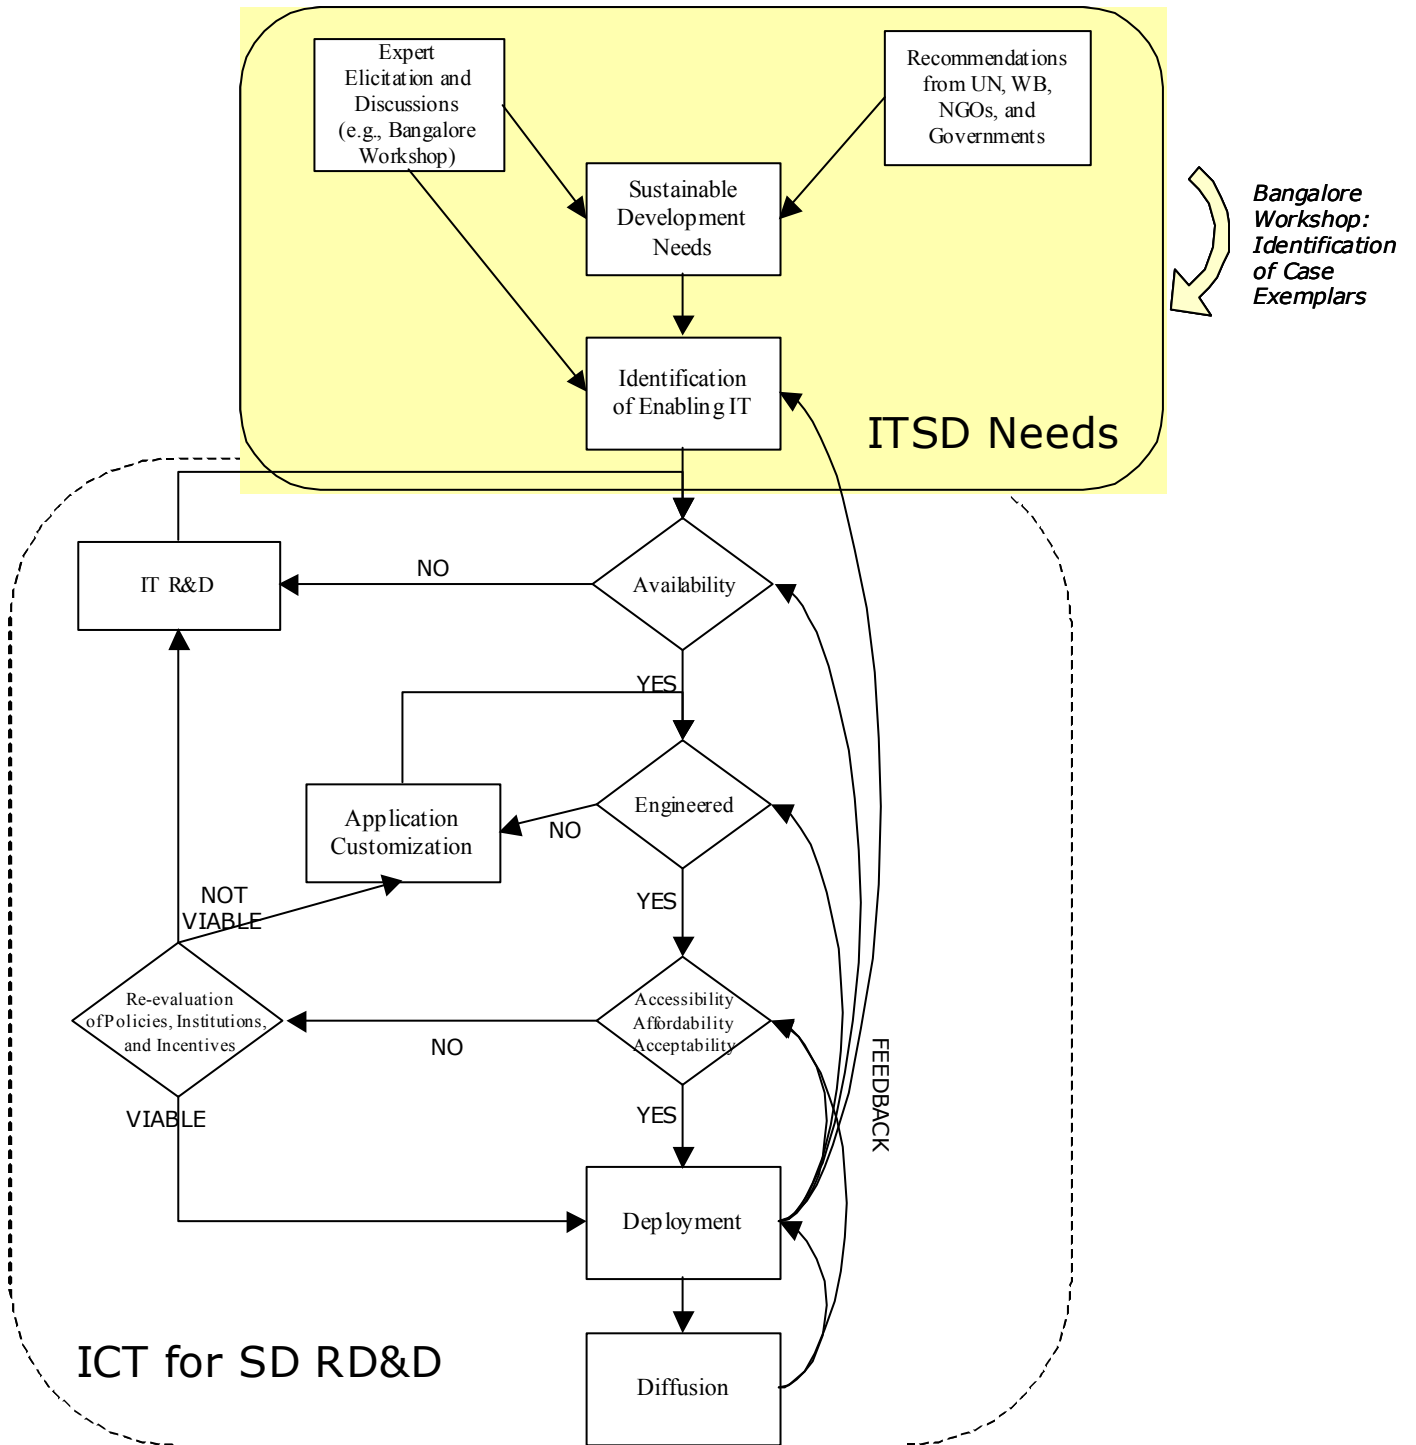 Expert
Elicitation and
Discussions
(e.g., Bangalore
Workshop)
Recommendations
from UN, WB,
NGOs, and
Governments
Sustainable
Development
Needs
Bangalore
Workshop:
Identification
of Case
Exemplars
Identification
of Enabling IT
ITSD Needs
IT R&D
NO
Availability
YES
Application
Customization
NO
Engineered
NOT
VIABLE
YES
Re-evaluation
of Policies, Institutions,
and Incentives
NO
Accessibility
Affordability
Acceptability
FEEDBACK
VIABLE
YES
Deployment
ICT for SD RD&D
Diffusion